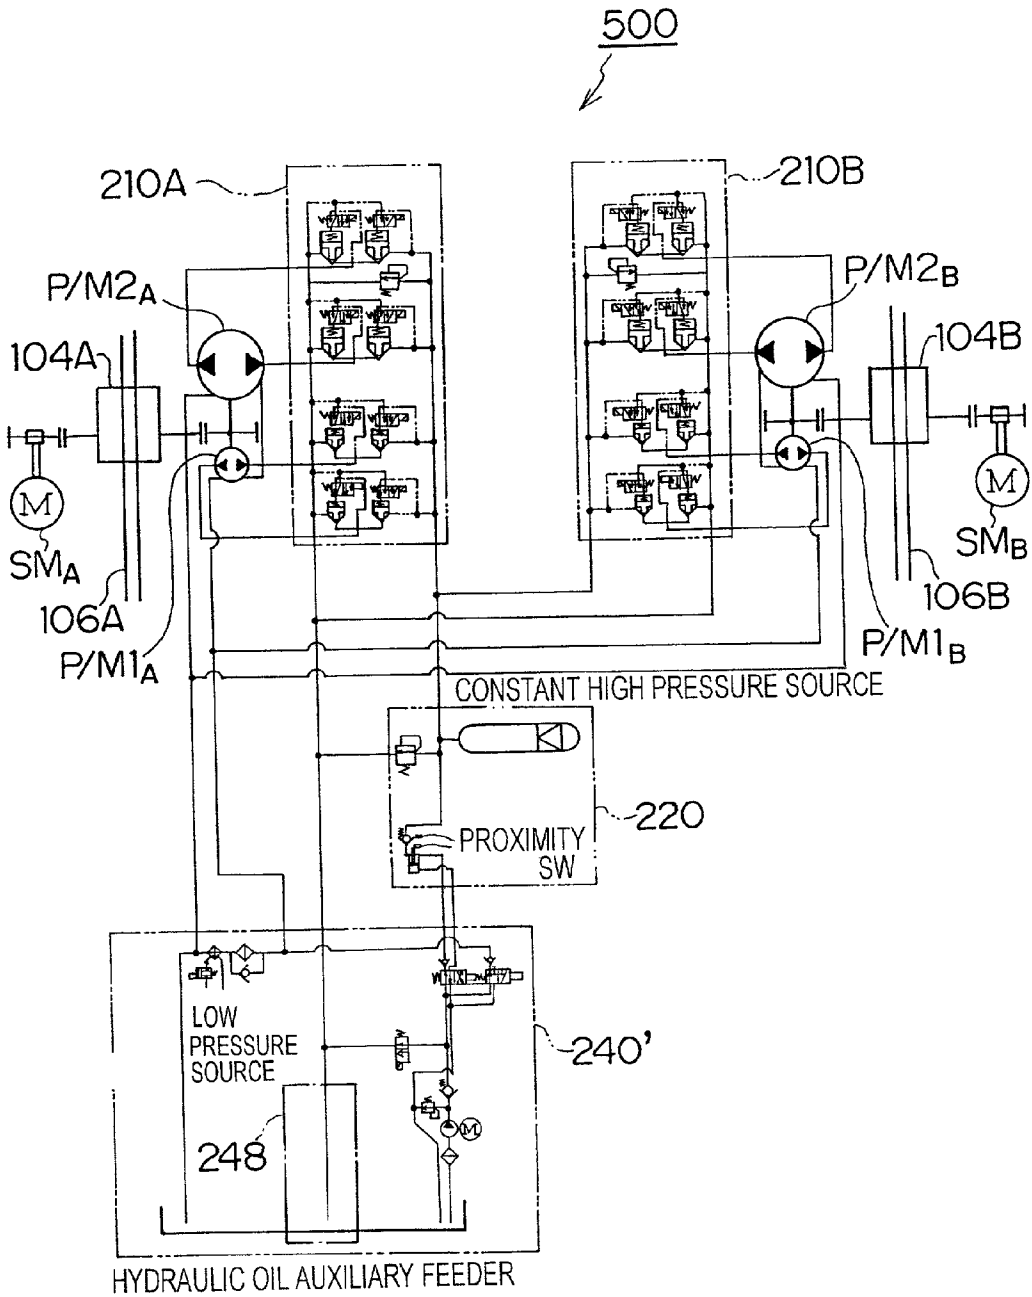 500
210A
210B
P/M2A
P/M2B
104A
104B
M
M
SMA
SMB
106A
106B
P/M1A
P/M1B
CONSTANT HIGH PRESSURE SOURCE
220
PROXIMITY
SW
LOW
PRESSURE
SOURCE
240'
M
248
HYDRAULIC OIL AUXILIARY FEEDER